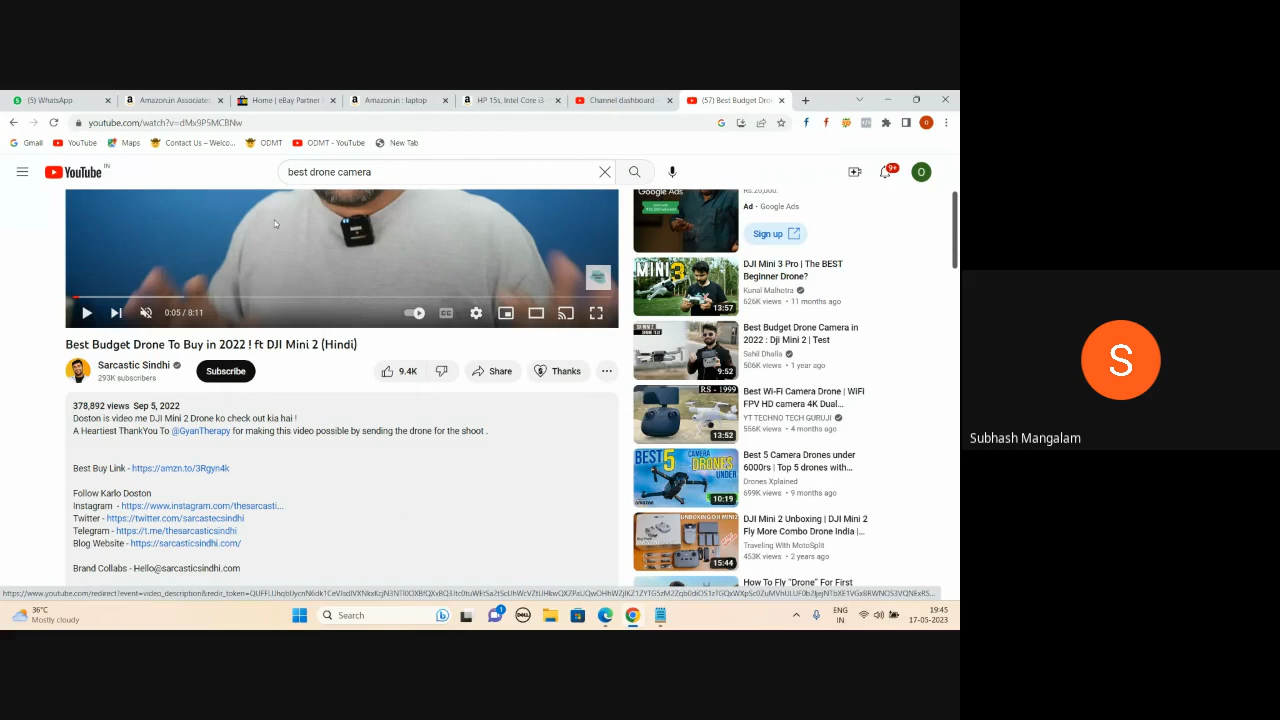 (5) WhatsApp
Amazon.in Associate
Home | eBay Partner
Amazon.in : laptop
HP 15s, Intel Core i3
Channel dashboard
(57) Best Budget Dro
youtube.com/watch?v=dMx9P5MCBNw
Gmail
YouTube
Maps
Contact Us – Welco...
ODMT
ODMT - YouTube
New Tab
YouTube IN
best drone camera
9+
O
Google Ads
Rs.20,000.
Ad · Google Ads
Sign up
MINI 3
13:57
DJI Mini 3 Pro | The BEST
Beginner Drone?
Kunal Malhotra
626K views · 11 months ago
0:05 / 8:11
Best Budget Drone To Buy in 2022 ! ft DJI Mini 2 (Hindi)
Sarcastic Sindhi
293K subscribers
Subscribe
9.4K
Share
Thanks
9:52
Best Budget Drone Camera in
2022 : Dji Mini 2 | Test
Sahil Dhalla
506K views · 1 year ago
RS - 1999
13:52
Best Wi-Fi Camera Drone | WiFi
FPV HD camera 4K Dual...
YT TECHNO TECH GURUJI
556K views · 4 months ago
378,892 views Sep 5, 2022
Doston is video me DJI Mini 2 Drone ko check out kia hai !
A Heartiest ThankYou To @GyanTherapy for making this video possible by sending the drone for the shoot .
Best Buy Link - https://amzn.to/3Rgyn4k
Follow Karlo Doston
Instagram - https://www.instagram.com/thesarcasti...
Twitter - https://twitter.com/sarcastecsindhi
Telegram - https://t.me/thesarcasticsindhi
Blog Website - https://sarcasticsindhi.com/
Brand Collabs - Hello@sarcasticsindhi.com
BEST 5 CAMERA DRONES UNDER
10:19
Best 5 Camera Drones under
6000rs | Top 5 drones with...
Drones Xplained
699K views · 9 months ago
UNBOXING DJI MINI 2
15:44
DJI Mini 2 Unboxing | DJI Mini 2
Fly More Combo Drone India |...
Traveling With MotoSplit
453K views · 2 years ago
How To Fly "Drone" For First
36°C
Mostly cloudy
Search
ENG
IN
19:45
17-05-2023
S
Subhash Mangalam